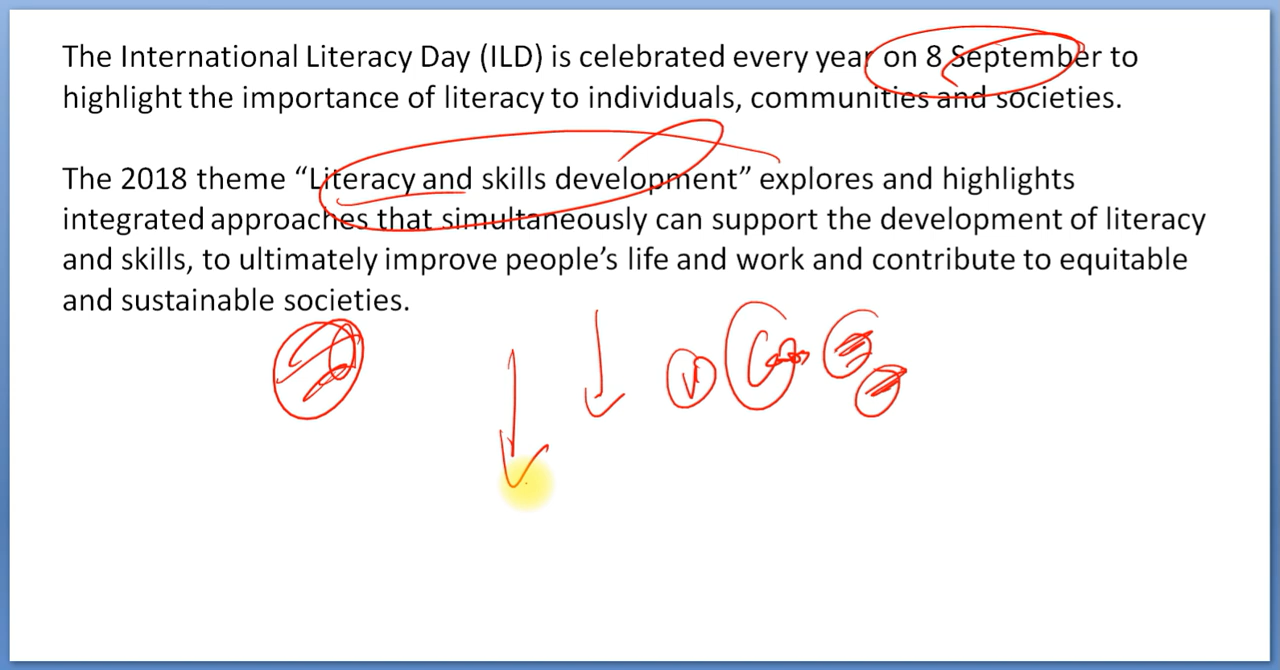 The International Literacy Day (ILD) is celebrated every year on 8 September to
highlight the importance of literacy to individuals, communities and societies.
The 2018 theme “Literacy and skills development” explores and highlights
integrated approaches that simultaneously can support the development of literacy
and skills, to ultimately improve people’s life and work and contribute to equitable
and sustainable societies.